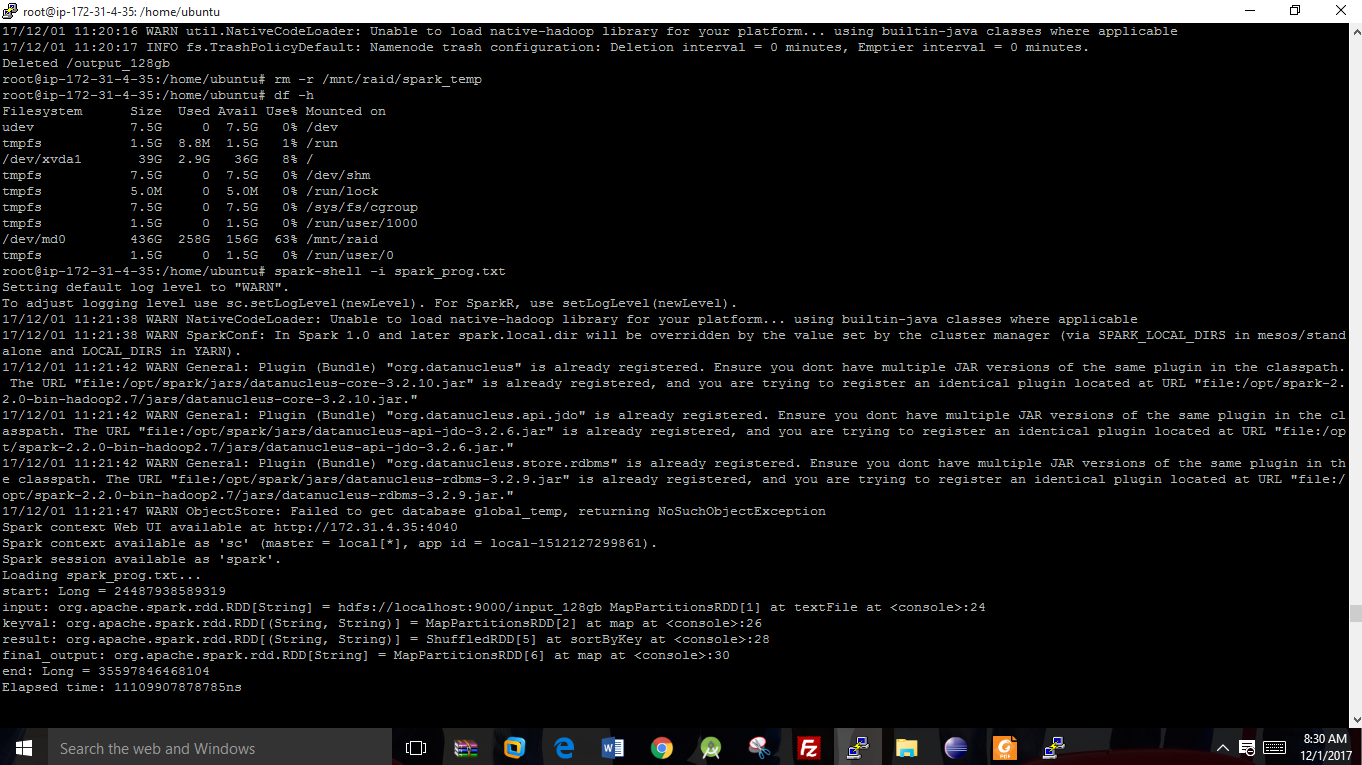 root@ip-172-31-4-35: /home/ubuntu
17/12/01 11:20:16 WARN util.NativeCodeLoader: Unable to load native-hadoop library for your platform... using builtin-java classes where applicable
17/12/01 11:20:17 INFO fs.TrashPolicyDefault: Namenode trash configuration: Deletion interval = 0 minutes, Emptier interval = 0 minutes.
Deleted /output_128gb
root@ip-172-31-4-35:/home/ubuntu# rm -r /mnt/raid/spark_temp
root@ip-172-31-4-35:/home/ubuntu# df -h
Filesystem      Size  Used Avail Use% Mounted on
udev            7.5G     0  7.5G   0% /dev
tmpfs           1.5G  8.8M  1.5G   1% /run
/dev/xvda1       39G  2.9G   36G   8% /
tmpfs           7.5G     0  7.5G   0% /dev/shm
tmpfs           5.0M     0  5.0M   0% /run/lock
tmpfs           7.5G     0  7.5G   0% /sys/fs/cgroup
tmpfs           1.5G     0  1.5G   0% /run/user/1000
/dev/md0        436G  258G  156G  63% /mnt/raid
tmpfs           1.5G     0  1.5G   0% /run/user/0
root@ip-172-31-4-35:/home/ubuntu# spark-shell -i spark_prog.txt
Setting default log level to "WARN".
To adjust logging level use sc.setLogLevel(newLevel). For SparkR, use setLogLevel(newLevel).
17/12/01 11:21:38 WARN NativeCodeLoader: Unable to load native-hadoop library for your platform... using builtin-java classes where applicable
17/12/01 11:21:38 WARN SparkConf: In Spark 1.0 and later spark.local.dir will be overridden by the value set by the cluster manager (via SPARK_LOCAL_DIRS in mesos/stand
alone and LOCAL_DIRS in YARN).
17/12/01 11:21:42 WARN General: Plugin (Bundle) "org.datanucleus" is already registered. Ensure you dont have multiple JAR versions of the same plugin in the classpath.
 The URL "file:/opt/spark/jars/datanucleus-core-3.2.10.jar" is already registered, and you are trying to register an identical plugin located at URL "file:/opt/spark-2.
2.0-bin-hadoop2.7/jars/datanucleus-core-3.2.10.jar."
17/12/01 11:21:42 WARN General: Plugin (Bundle) "org.datanucleus.api.jdo" is already registered. Ensure you dont have multiple JAR versions of the same plugin in the cl
asspath. The URL "file:/opt/spark/jars/datanucleus-api-jdo-3.2.6.jar" is already registered, and you are trying to register an identical plugin located at URL "file:/op
t/spark-2.2.0-bin-hadoop2.7/jars/datanucleus-api-jdo-3.2.6.jar."
17/12/01 11:21:42 WARN General: Plugin (Bundle) "org.datanucleus.store.rdbms" is already registered. Ensure you dont have multiple JAR versions of the same plugin in th
e classpath. The URL "file:/opt/spark/jars/datanucleus-rdbms-3.2.9.jar" is already registered, and you are trying to register an identical plugin located at URL "file:/
opt/spark-2.2.0-bin-hadoop2.7/jars/datanucleus-rdbms-3.2.9.jar."
17/12/01 11:21:47 WARN ObjectStore: Failed to get database global_temp, returning NoSuchObjectException
Spark context Web UI available at http://172.31.4.35:4040
Spark context available as 'sc' (master = local[*], app id = local-1512127299861).
Spark session available as 'spark'.
Loading spark_prog.txt...
start: Long = 24487938589319
input: org.apache.spark.rdd.RDD[String] = hdfs://localhost:9000/input_128gb MapPartitionsRDD[1] at textFile at <console>:24
keyval: org.apache.spark.rdd.RDD[(String, String)] = MapPartitionsRDD[2] at map at <console>:26
result: org.apache.spark.rdd.RDD[(String, String)] = ShuffledRDD[5] at sortByKey at <console>:28
final_output: org.apache.spark.rdd.RDD[String] = MapPartitionsRDD[6] at map at <console>:30
end: Long = 35597846468104
Elapsed time: 11109907878785ns
Search the web and Windows
8:30 AM
12/1/2017